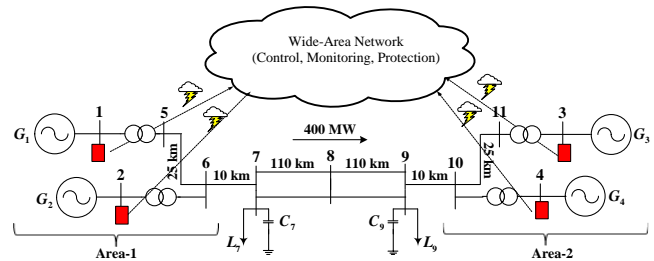 Wide-Area Network
(Control, Monitoring, Protection)
1
5
11
3
G1
400 MW
G3
25 km
6
7
110 km
8
110 km
9
10
25 km
2
10 km
10 km
4
G2
G4
C7
C9
L7
L9
Area-1
Area-2